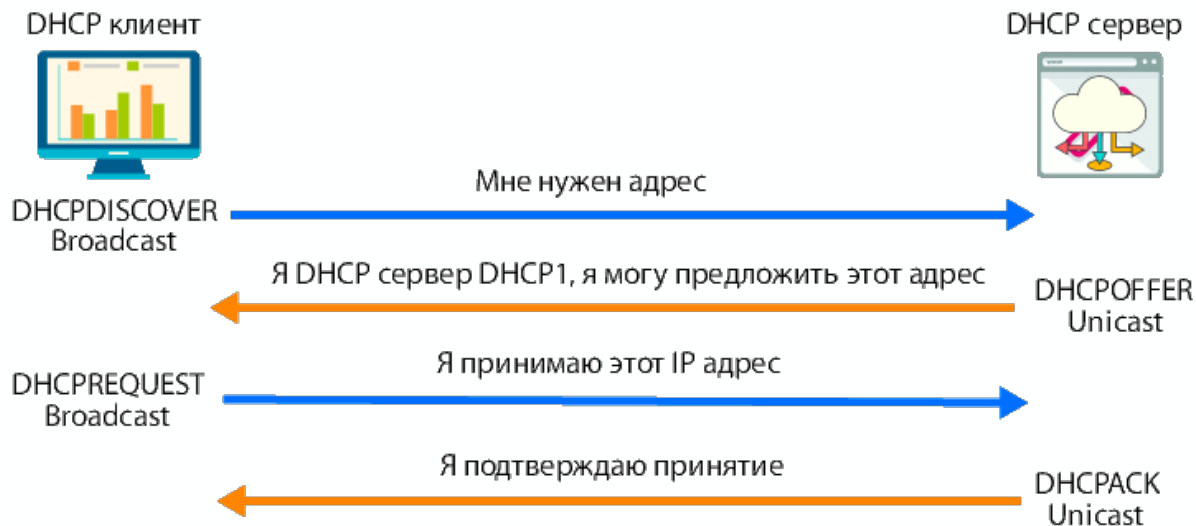 DHCP клиент
DHCP сервер
Мне нужен адрес
DHCPDISCOVER
Broadcast
Я DHCP сервер DHCP1, я могу предложить этот адрес
DHCPOFFER
Unicast
Я принимаю этот IP адрес
DHCPREQUEST
Broadcast
Я подтверждаю принятие
DHCPACK
Unicast